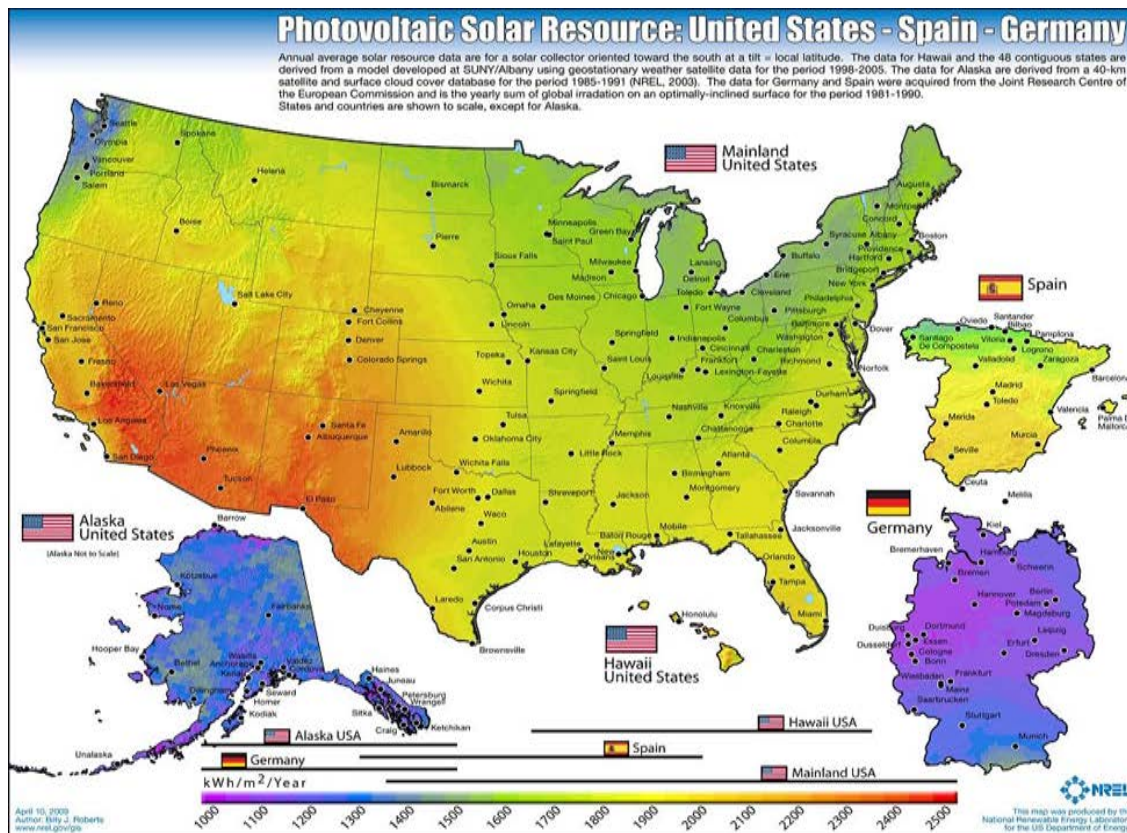 Photovoltaic Solar Resource: United States - Spain - Germany
Annual average solar resource data are for a solar collector oriented toward the south at a tilt = local latitude. The data for Hawaii and the 48 contiguous states are
derived from a model developed at SUNY/Albany using geostationary weather satellite data for the period 1998-2005. The data for Alaska are derived from a 40-km
satellite and surface cloud cover database for the period 1985-1991 (NREL, 2003). The data for Germany and Spain were acquired from the Joint Research Centre of
the European Commission and is the yearly sum of global irradation on an optimally-inclined surface for the period 1981-1990.
States and countries are shown to scale, except for Alaska.
Mainland
United States
Seattle
Olympia
Spokane
Vancouver
Portland
Salem
Helena
Boise
Bismarck
Pierre
Minneapolis
Saint Paul
Green Bay
Sioux Falls
Milwaukee
Madison
Lansing
Detroit
Augusta
Montpelier
Concord
Syracuse Albany
Boston
Buffalo
Providence
Hartford
Bridgeport
Erie
New York
Reno
Sacramento
San Francisco
San Jose
Fresno
Bakersfield
Los Angeles
San Diego
Las Vegas
Salt Lake City
Cheyenne
Fort Collins
Denver
Colorado Springs
Omaha
Lincoln
Des Moines
Chicago
Toledo
Cleveland
Fort Wayne
Philadelphia
Pittsburgh
Columbus
Baltimore
Dover
Washington
Springfield
Indianapolis
Cincinnati
Charleston
Richmond
Norfolk
Topeka
Kansas City
Saint Louis
Frankfort
Louisville
Lexington-Fayette
Wichita
Springfield
Tulsa
Oklahoma City
Nashville
Knoxville
Durham
Raleigh
Charlotte
Chattanooga
Columbia
Santa Fe
Albuquerque
Amarillo
Phoenix
Tucson
El Paso
Lubbock
Wichita Falls
Memphis
Little Rock
Atlanta
Birmingham
Montgomery
Savannah
Fort Worth
Dallas
Abilene
Waco
Shreveport
Jackson
Austin
San Antonio
Houston
Lafayette
Baton Rouge
New
Orleans
Mobile
Tallahassee
Jacksonville
Orlando
Tampa
Miami
Laredo
Corpus Christi
Brownsville
Spain
Oviedo
Santander
Bilbao
Pamplona
Santiago
De Compostela
Vitoria
Logrono
Valladolid
Zaragoza
Barcelona
Madrid
Toledo
Merida
Valencia
Palma De
Mallorca
Seville
Murcia
Ceuta
Melilla
Germany
Kiel
Bremerhaven
Hamburg
Schwerin
Bremen
Hannover
Berlin
Potsdam
Magdeburg
Duisburg
Dortmund
Essen
Dusseldorf
Cologne
Bonn
Erfurt
Leipzig
Dresden
Wiesbaden
Frankfurt
Mainz
Saarbrucken
Stuttgart
Munich
Alaska
United States
(Alaska Not to Scale)
Barrow
Kotzebue
Nome
Fairbanks
Hooper Bay
Bethel
Wasilla
Anchorage
Kenai
Valdez
Cordova
Dillingham
Seward
Homer
Kodiak
Unalaska
Haines
Juneau
Petersburg
Wrangell
Sitka
Craig
Ketchikan
Honolulu
Hawaii
United States
Alaska USA
Hawaii USA
Germany
Spain
Mainland USA
kWh/m²/Year
1000 1100 1200 1300 1400 1500 1600 1700 1800 1900 2000 2100 2200 2300 2400 2500
April 10, 2009
Author: Billy J. Roberts
www.nrel.gov/gis
NREL
This map was produced by the
National Renewable Energy Laboratory
for the US Department of Energy